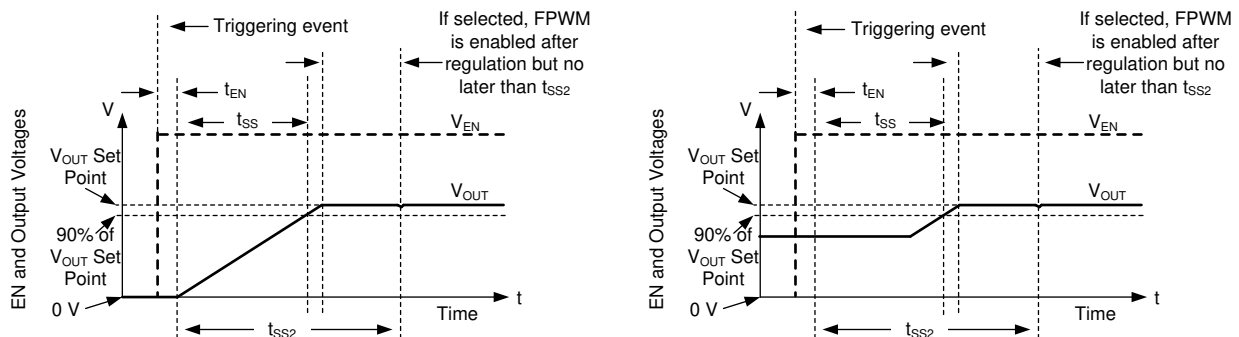 Triggering event
If selected, FPWM
is enabled after
regulation but no
later than tSS2
tEN
V
tSS
VEN
VOUT Set
Point
VOUT
90% of
VOUT Set
Point
0 V
t
Time
tSS2
EN and Output Voltages
Triggering event
If selected, FPWM
is enabled after
regulation but no
later than tSS2
tEN
V
tSS
VEN
VOUT Set
Point
VOUT
90% of
VOUT Set
Point
0 V
t
Time
tSS2
EN and Output Voltages